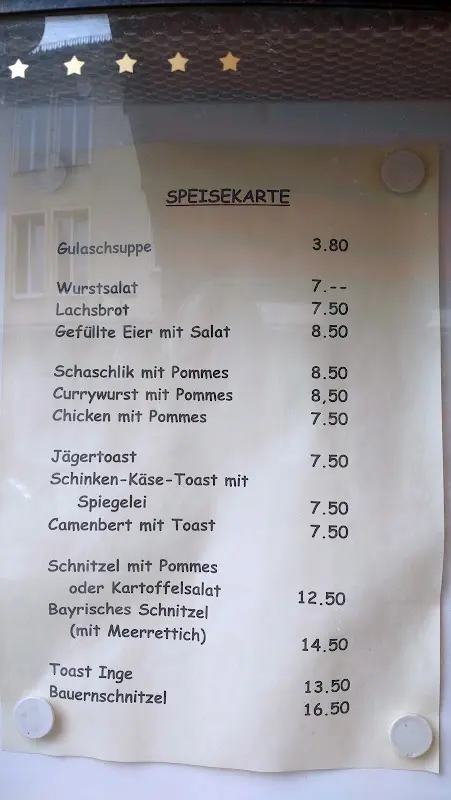 SPEISEKARTE
Gulaschsuppe 3.80
Wurstsalat 7.--
Lachsbrot 7.50
Gefüllte Eier mit Salat 8.50
Schaschlik mit Pommes 8.50
Currywurst mit Pommes 8,50
Chicken mit Pommes 7.50
Jägertoast 7.50
Schinken-Käse-Toast mit
Spiegelei 7.50
Camenbert mit Toast 7.50
Schnitzel mit Pommes
oder Kartoffelsalat 12.50
Bayrisches Schnitzel
(mit Meerrettich) 14.50
Toast Inge 13.50
Bauernschnitzel 16.50